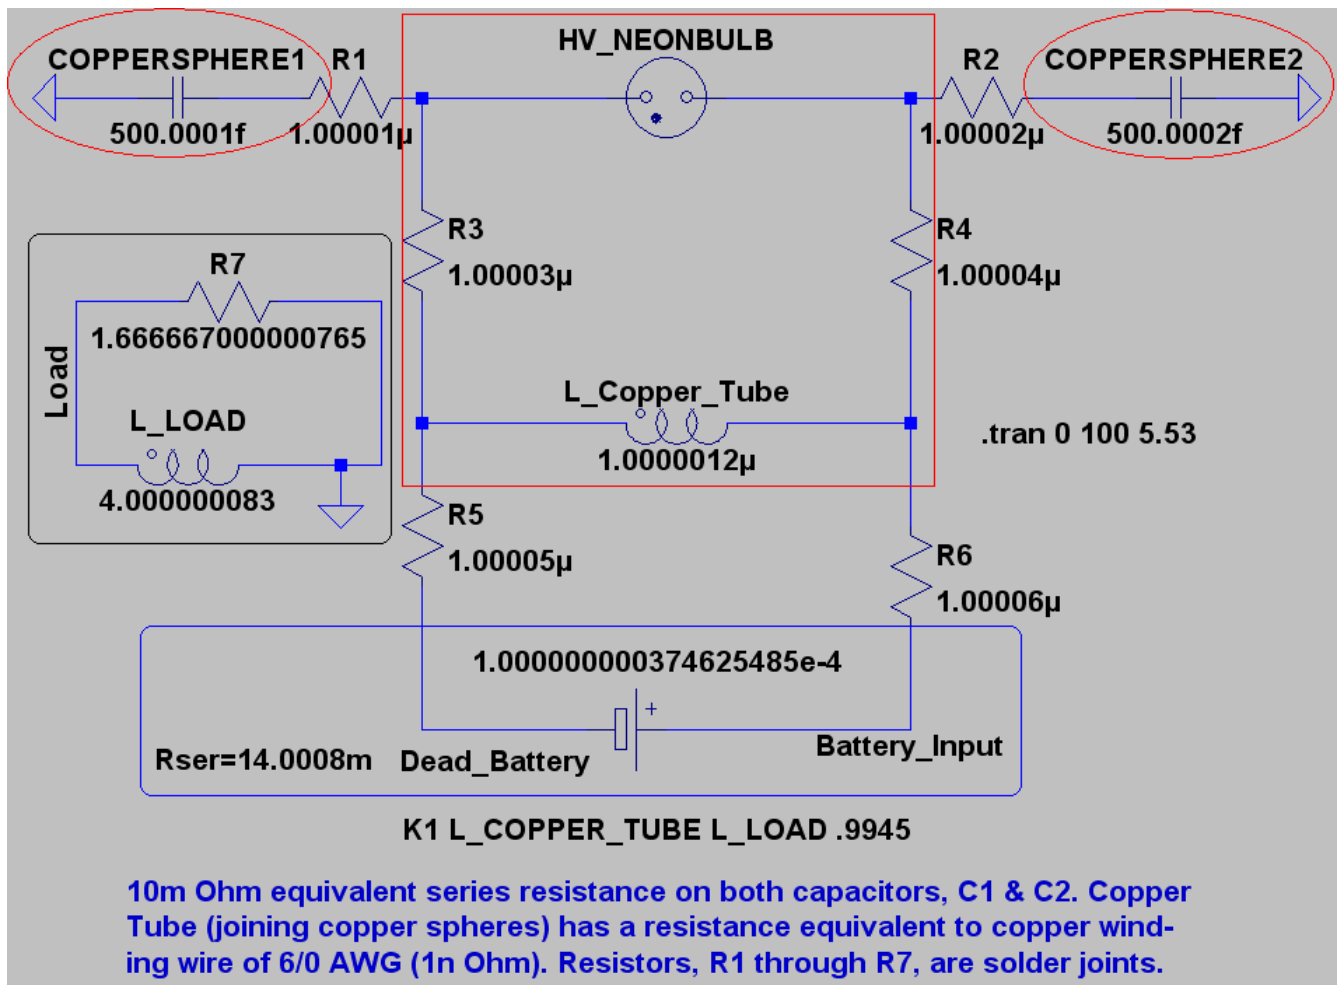 HV_NEONBULB
COPPERSPHERE1 R1
R2 COPPERSPHERE2
500.0001f 1.00001µ
1.00002µ 500.0002f
R3
1.00003µ
R4
1.00004µ
R7
1.666667000000765
Load
L_LOAD
4.000000083
L_Copper_Tube
1.0000012µ
.tran 0 100 5.53
R5
1.00005µ
R6
1.00006µ
1.000000000374625485e-4
+
Rser=14.0008m Dead_Battery
Battery_Input
K1 L_COPPER_TUBE L_LOAD .9945
10m Ohm equivalent series resistance on both capacitors, C1 & C2. Copper
Tube (joining copper spheres) has a resistance equivalent to copper wind-
ing wire of 6/0 AWG (1n Ohm). Resistors, R1 through R7, are solder joints.